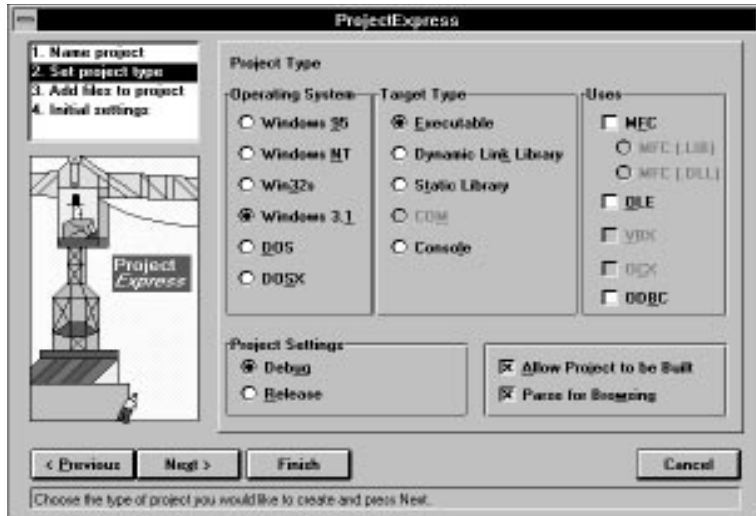 ProjectExpress
1. Name project
2. Set project type
3. Add files to project
4. Initial settings
Project
Express
Project Type
Operating System
Windows 95
Windows NT
Win32s
Windows 3.1
DOS
DOSX
Target Type
Executable
Dynamic Link Library
Static Library
COM
Console
Uses
MFC
MFC (.LIB)
MFC (.DLL)
OLE
VBX
OCX
ODBC
Project Settings
Debug
Release
Allow Project to be Built
Parse for Browsing
< Previous
Next >
Finish
Cancel
Choose the type of project you would like to create and press Next.